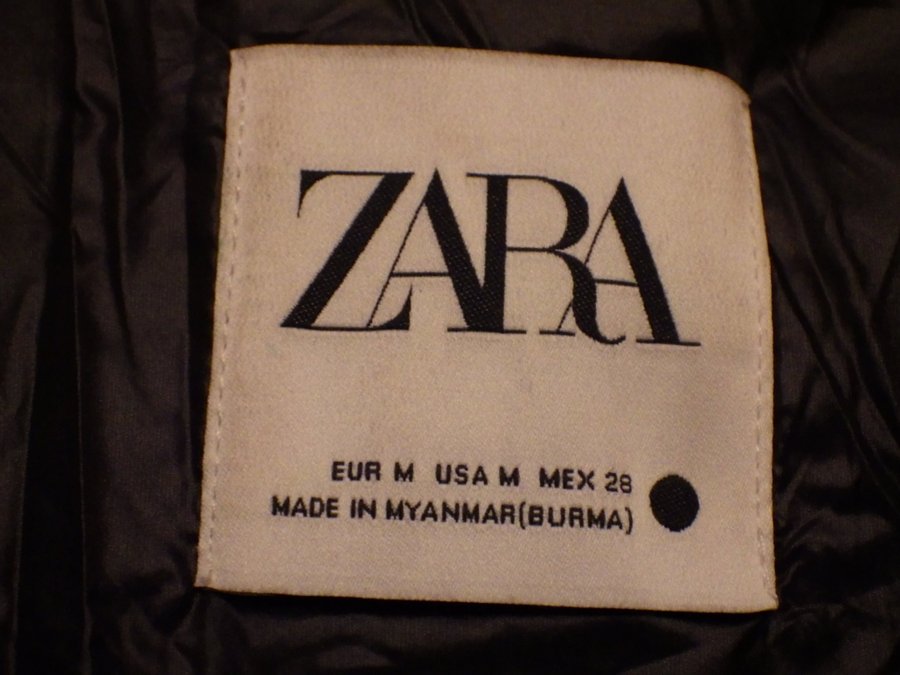 ZARA
EUR M USA M MEX 28
MADE IN MYANMAR(BURMA)